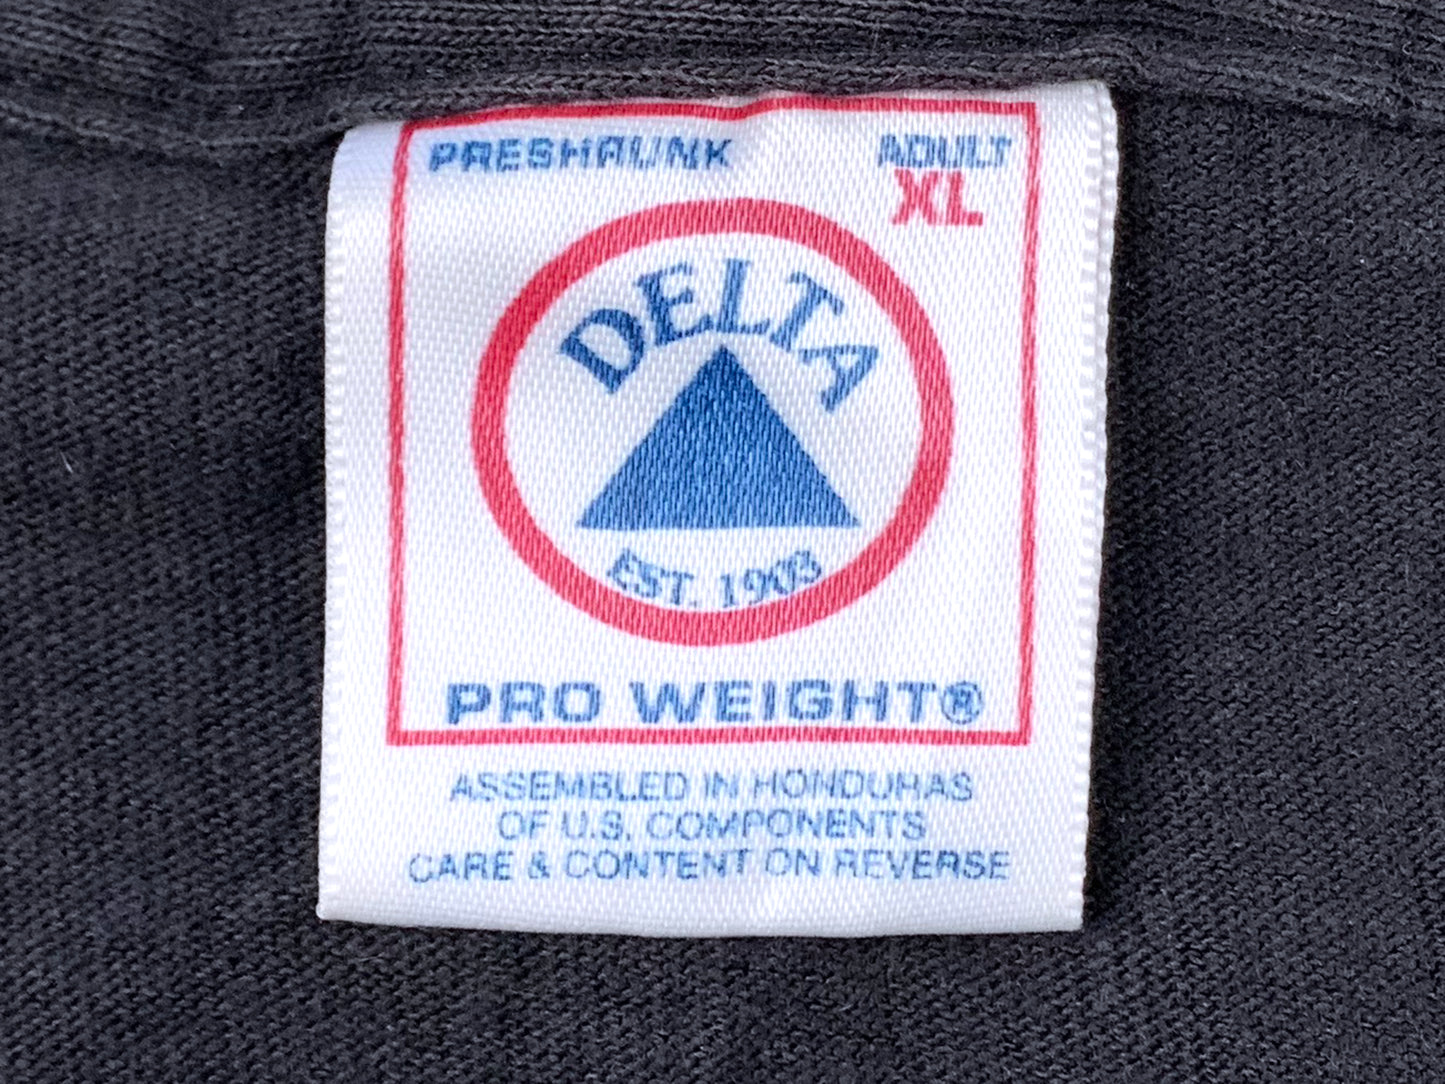 PRESHRUNK ADULT
XL
DELTA
EST. 1903
PRO WEIGHT®
ASSEMBLED IN HONDURAS
OF U.S. COMPONENTS
CARE & CONTENT ON REVERSE